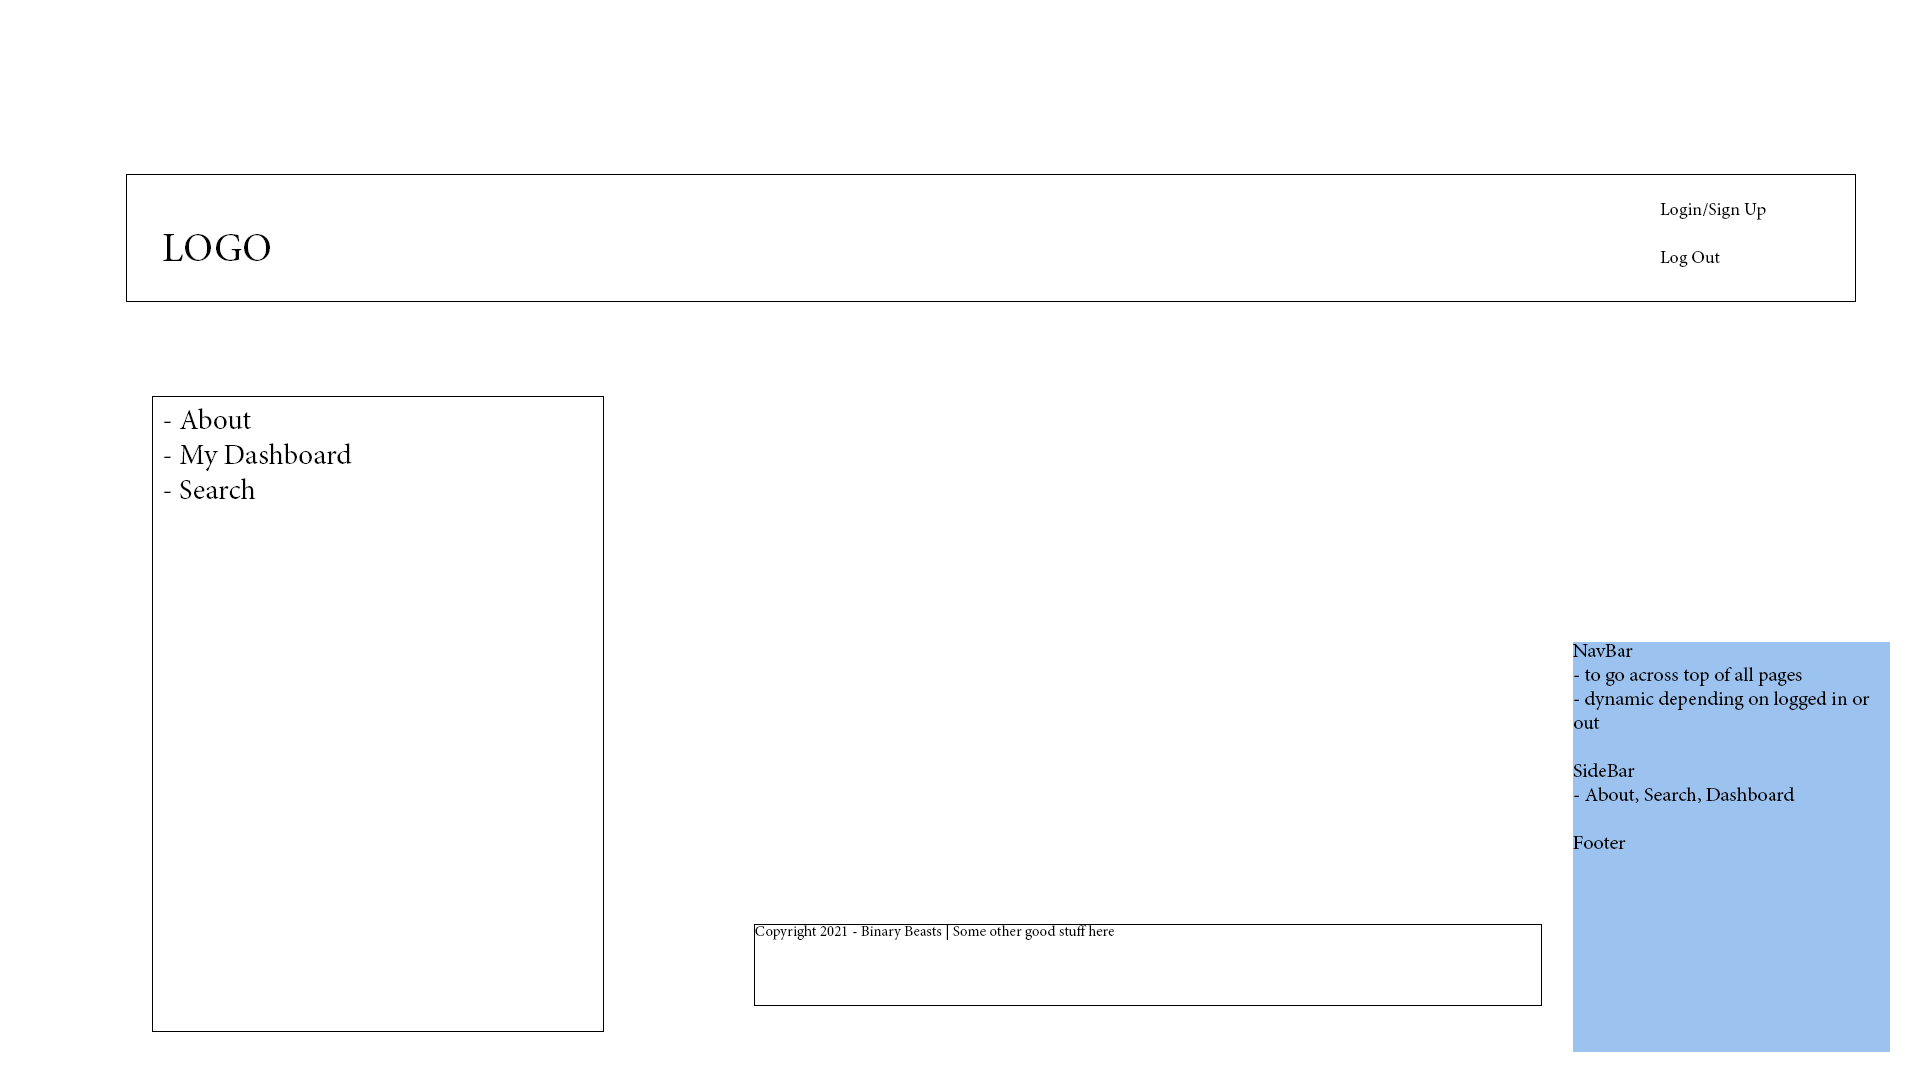 LOGO
Login/Sign Up
Log Out
- About
- My Dashboard
- Search
NavBar
- to go across top of all pages
- dynamic depending on logged in or
out
SideBar
- About, Search, Dashboard
Footer
Copyright 2021 - Binary Beasts | Some other good stuff here